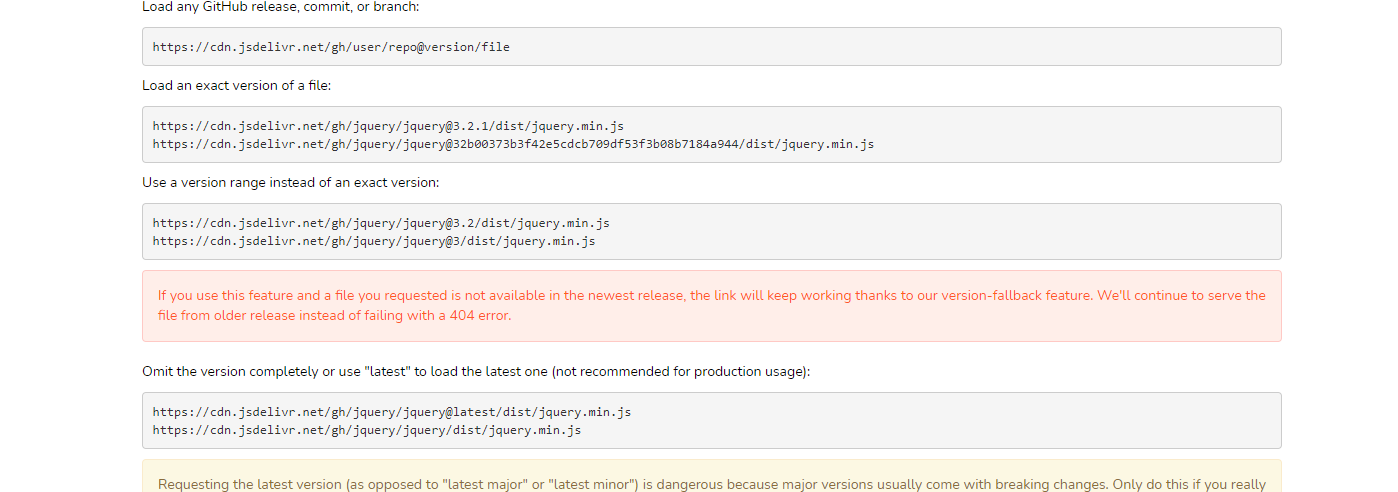 Load any GitHub release, commit, or branch:
https://cdn.jsdelivr.net/gh/user/repo@version/file
Load an exact version of a file:
https://cdn.jsdelivr.net/gh/jquery/jquery@3.2.1/dist/jquery.min.js
https://cdn.jsdelivr.net/gh/jquery/jquery@32b00373b3f42e5cdcb709df53f3b08b7184a944/dist/jquery.min.js
Use a version range instead of an exact version:
https://cdn.jsdelivr.net/gh/jquery/jquery@3.2/dist/jquery.min.js
https://cdn.jsdelivr.net/gh/jquery/jquery@3/dist/jquery.min.js
If you use this feature and a file you requested is not available in the newest release, the link will keep working thanks to our version-fallback feature. We'll continue to serve the
file from older release instead of failing with a 404 error.
Omit the version completely or use "latest" to load the latest one (not recommended for production usage):
https://cdn.jsdelivr.net/gh/jquery/jquery@latest/dist/jquery.min.js
https://cdn.jsdelivr.net/gh/jquery/jquery/dist/jquery.min.js
Requesting the latest version (as opposed to "latest major" or "latest minor") is dangerous because major versions usually come with breaking changes. Only do this if you really